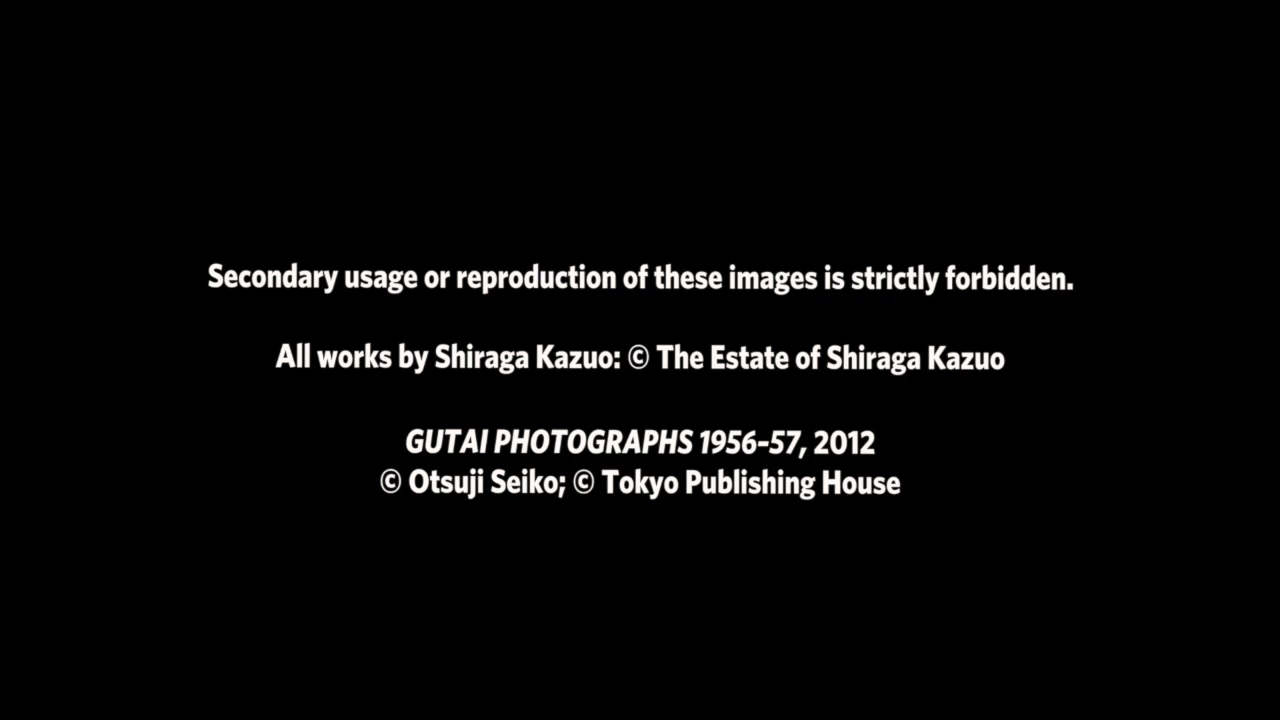 Secondary usage or reproduction of these images is strictly forbidden.
All works by Shiraga Kazuo: © The Estate of Shiraga Kazuo
GUTAI PHOTOGRAPHS 1956-57, 2012
© Otsuji Seiko; © Tokyo Publishing House